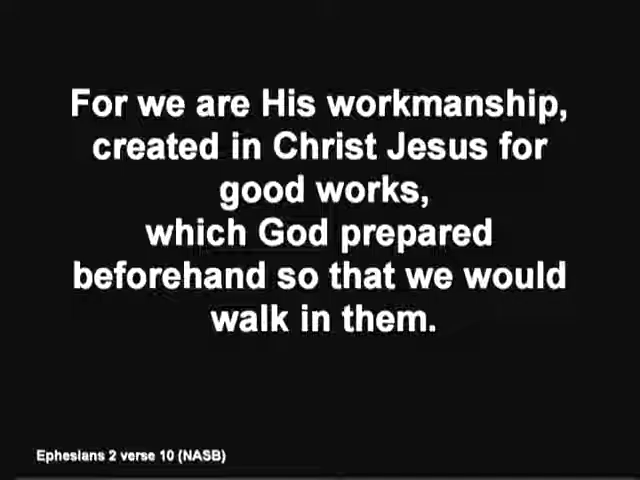 For we are His workmanship,
created in Christ Jesus for
good works,
which God prepared
beforehand so that we would
walk in them.
Ephesians 2 verse 10 (NASB)